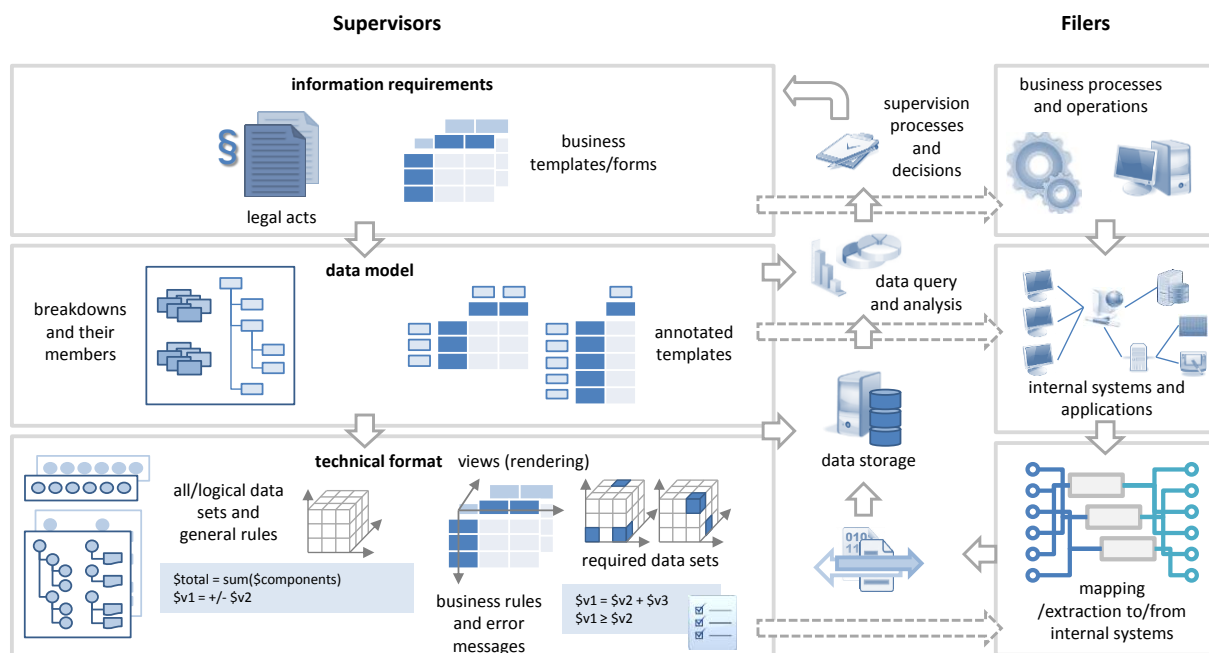 Supervisors
Filers
information requirements
§
legal acts
business
templates/forms
supervision
processes
and
decisions
business processes
and operations
data model
breakdowns
and their
members
annotated
templates
data query
and analysis
internal systems and
applications
technical format
views (rendering)
all/logical data
sets and
general rules
required data sets
$total = sum($components)
$v1 = +/- $v2
business rules
and error
messages
$v1 = $v2 + $v3
$v1 ≥ $v2
data storage
010
11
mapping
/extraction to/from
internal systems